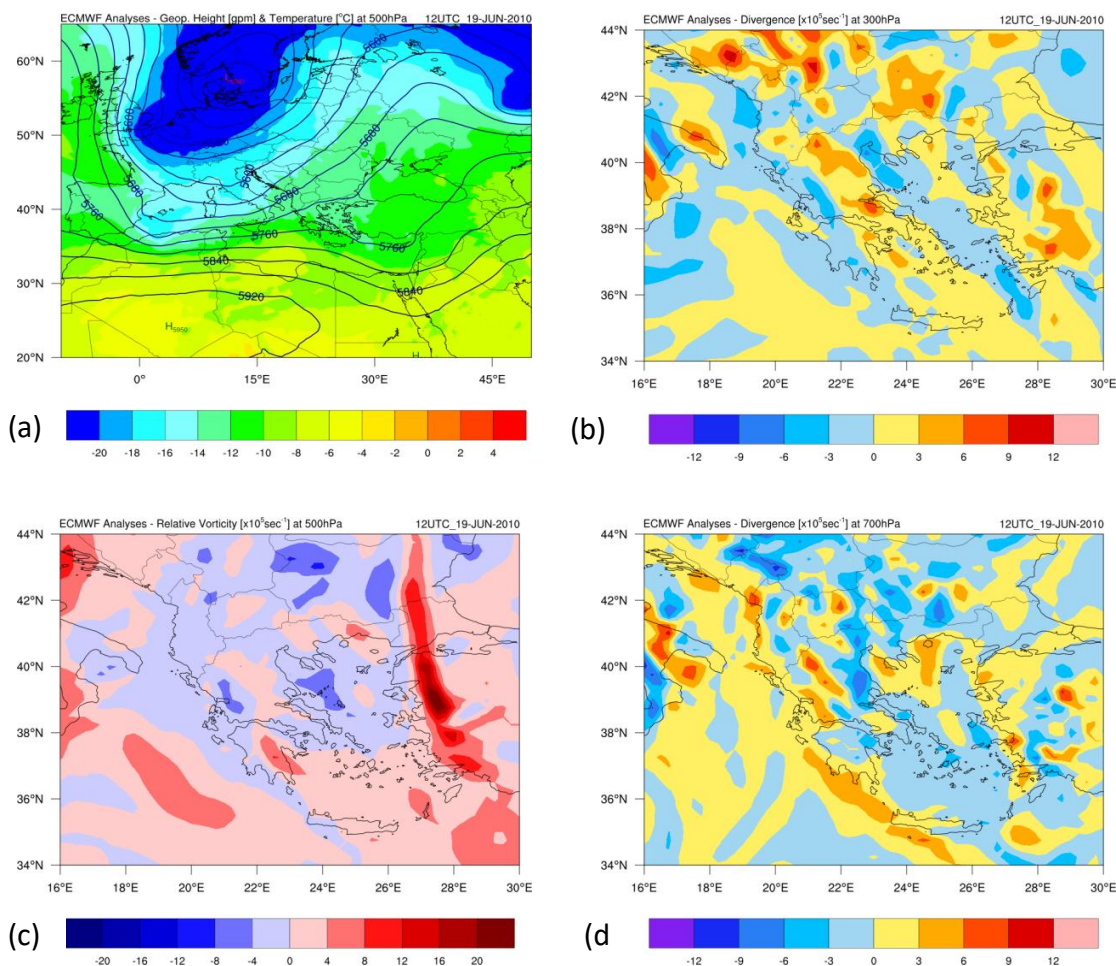 ECMWF Analyses - Geop. Height [gpm] & Temperature [°C] at 500hPa 12UTC_19-JUN-2010
60°N
50°N
40°N
30°N
20°N
0° 15°E 30°E 45°E
5600
5680
5760
5680
5600
5680
5760
5760
5840
5840
5920
H5950
H
L
(a)
-20 -18 -16 -14 -12 -10 -8 -6 -4 -2 0 2 4
ECMWF Analyses - Divergence [x10⁵sec⁻¹] at 300hPa 12UTC_19-JUN-2010
44°N
42°N
40°N
38°N
36°N
34°N
16°E 18°E 20°E 22°E 24°E 26°E 28°E 30°E
(b)
-12 -9 -6 -3 0 3 6 9 12
ECMWF Analyses - Relative Vorticity [x10⁵sec⁻¹] at 500hPa 12UTC_19-JUN-2010
44°N
42°N
40°N
38°N
36°N
34°N
16°E 18°E 20°E 22°E 24°E 26°E 28°E 30°E
(c)
-20 -16 -12 -8 -4 0 4 8 12 16 20
ECMWF Analyses - Divergence [x10⁵sec⁻¹] at 700hPa 12UTC_19-JUN-2010
44°N
42°N
40°N
38°N
36°N
34°N
16°E 18°E 20°E 22°E 24°E 26°E 28°E 30°E
(d
-12 -9 -6 -3 0 3 6 9 12